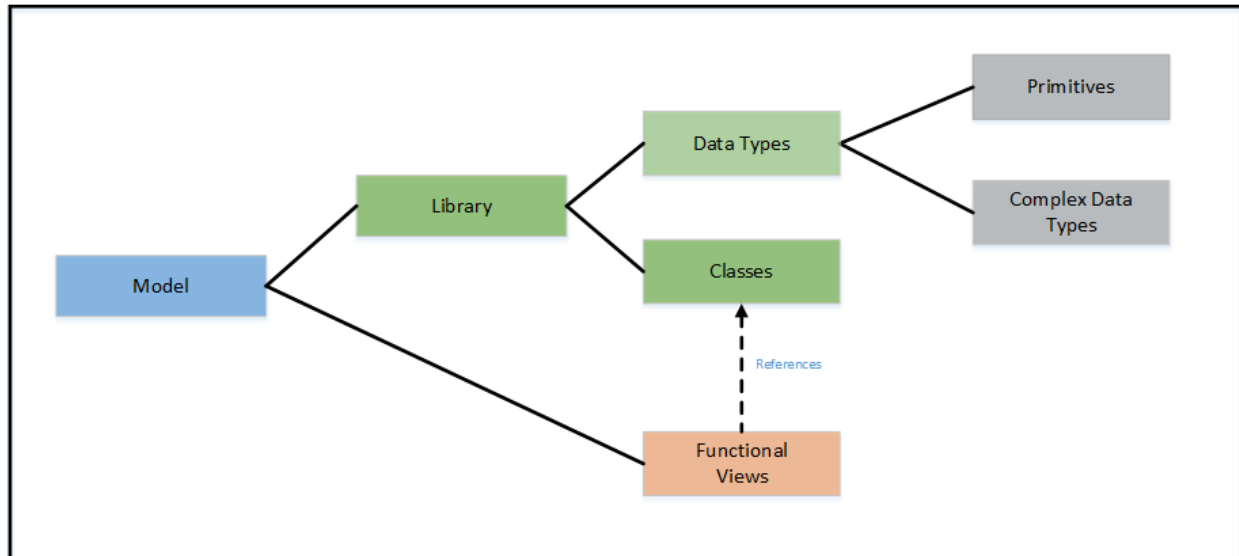 Primitives
Data Types
Library
Complex Data
Types
Classes
Model
References
Functional
Views